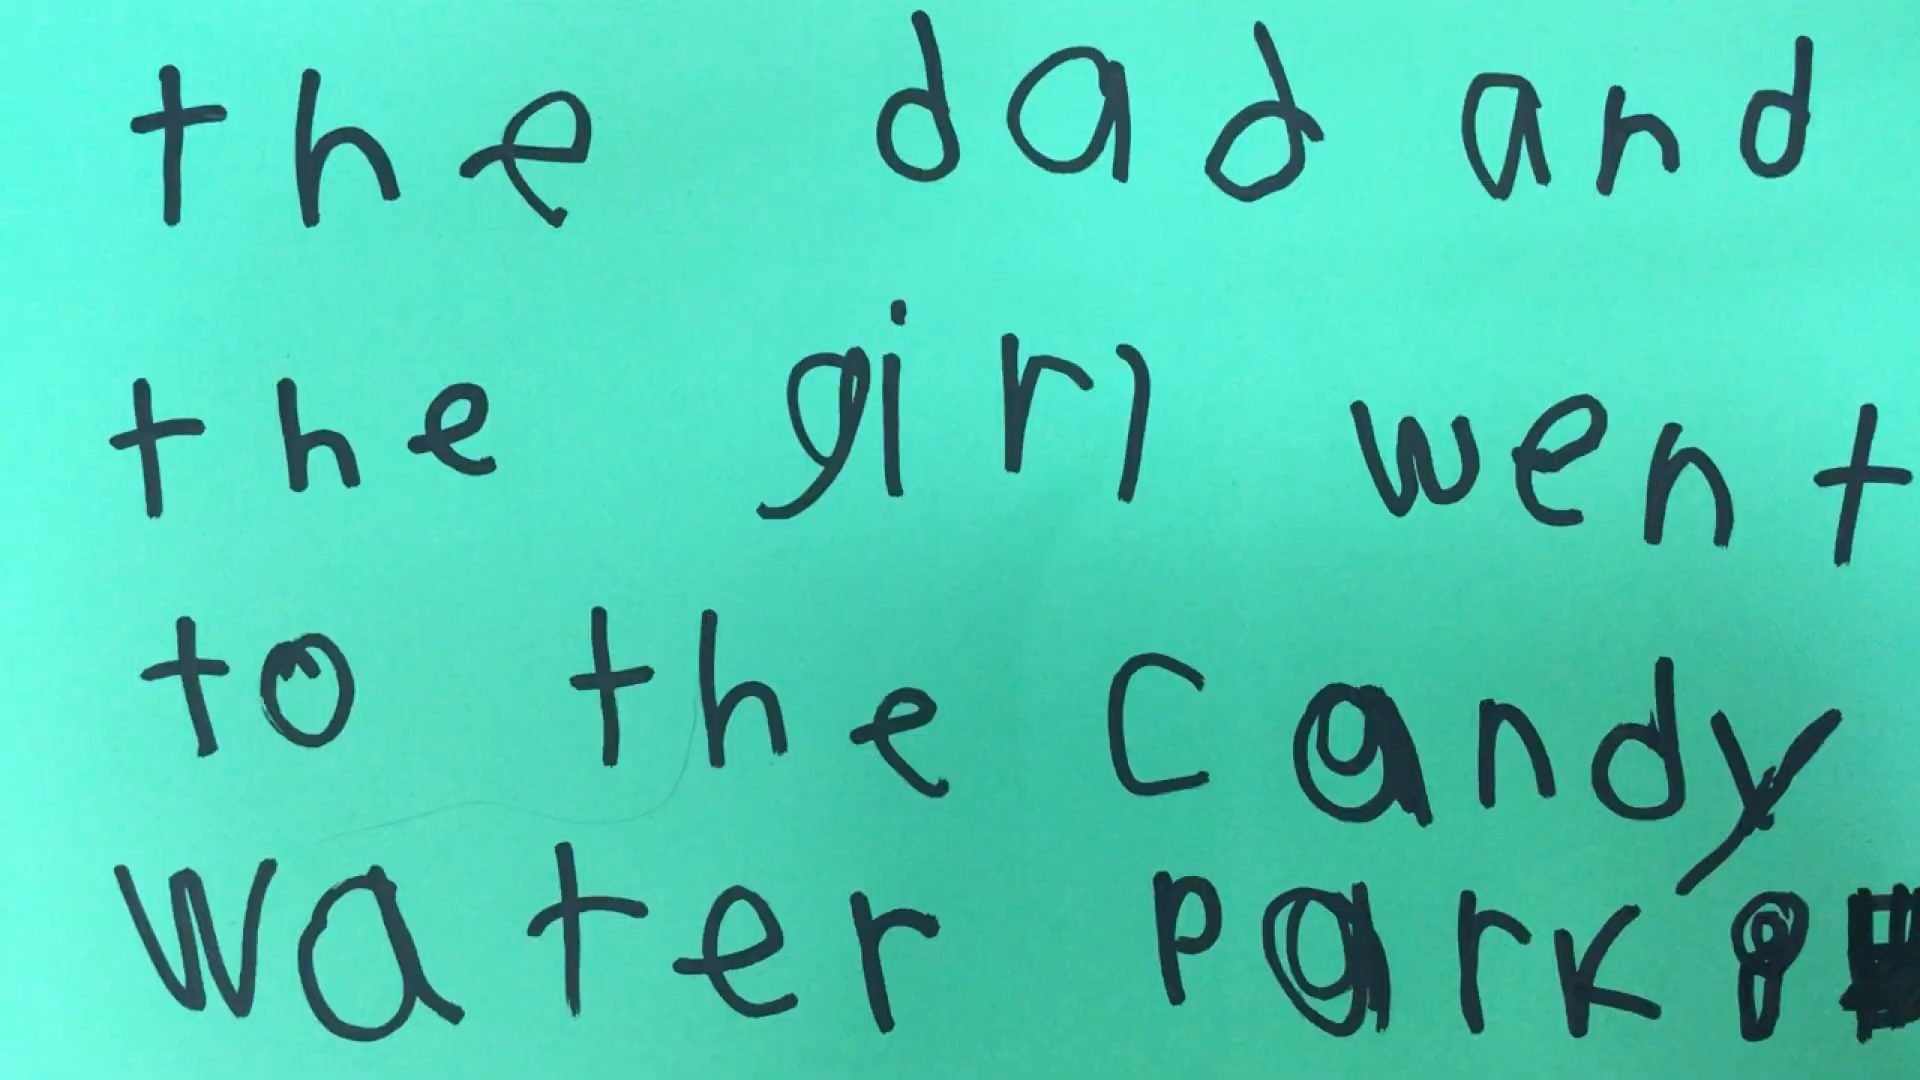 the dad and
the girl went
to the candy
water park